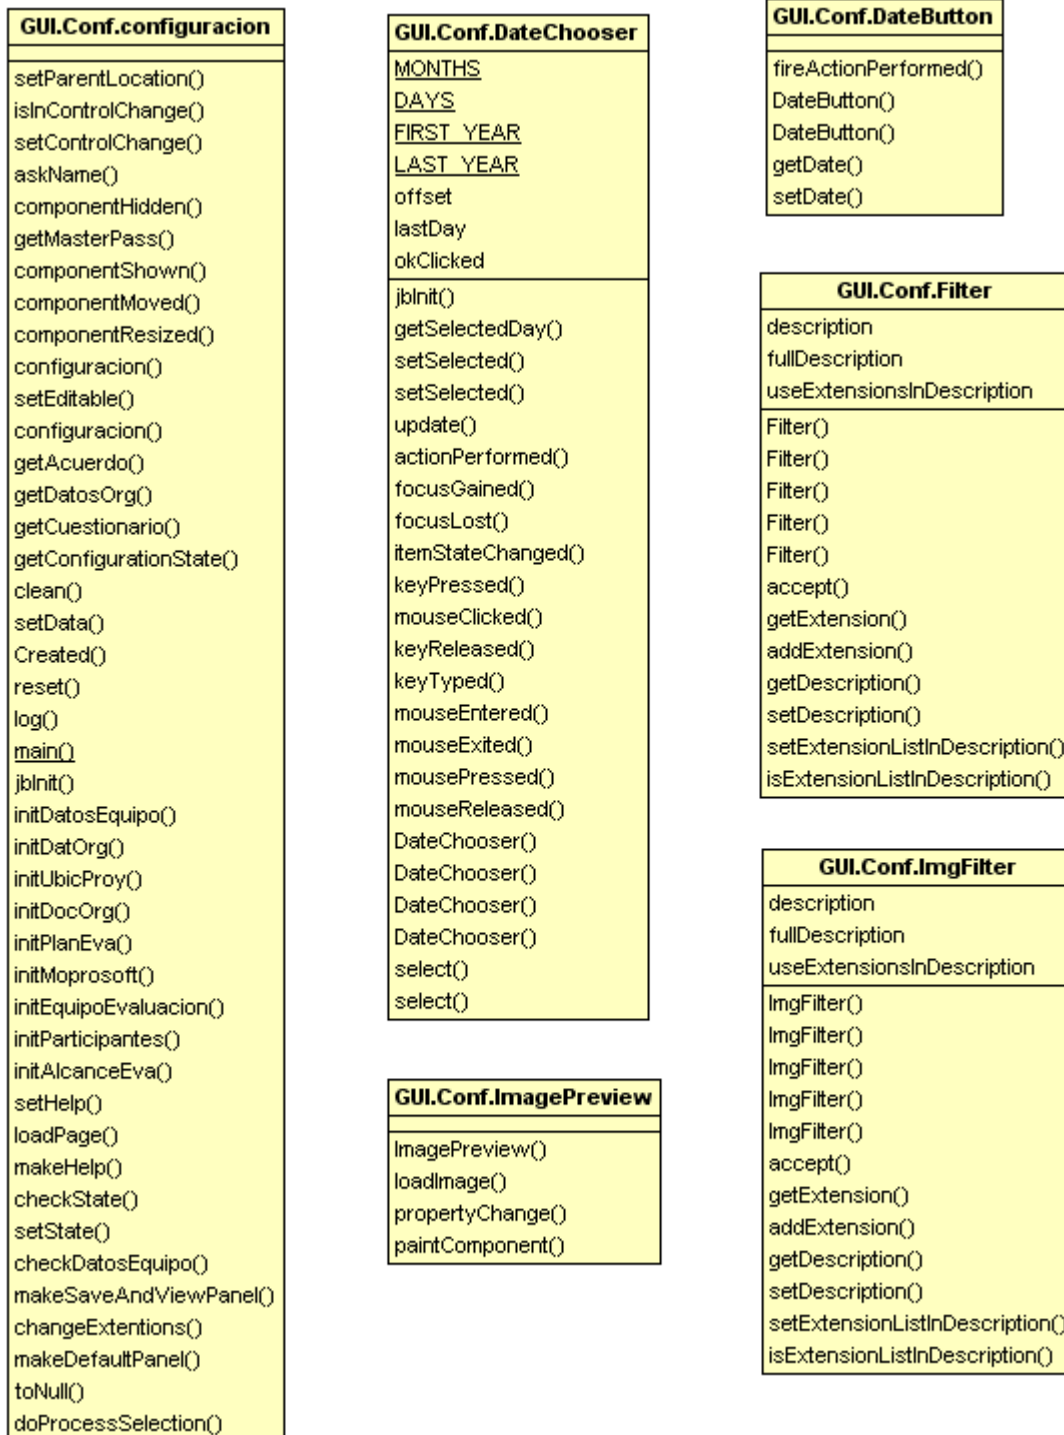 GUI.Conf.configuracion
setParentLocation()
isInControlChange()
setControlChange()
askName()
componentHidden()
getMasterPass()
componentShown()
componentMoved()
componentResized()
configuracion()
setEditable()
configuracion()
getAcuerdo()
getDatosOrg()
getCuestionario()
getConfigurationState()
clean()
setData()
Created()
reset()
log()
main()
jbInit()
initDatosEquipo()
initDatOrg()
initUbicProy()
initDocOrg()
initPlanEva()
initMoprosoft()
initEquipoEvaluacion()
initParticipantes()
initAlcanceEva()
setHelp()
loadPage()
makeHelp()
checkState()
setState()
checkDatosEquipo()
makeSaveAndViewPanel()
changeExtentions()
makeDefaultPanel()
toNull()
doProcessSelection()
GUI.Conf.DateChooser
MONTHS
DAYS
FIRST_YEAR
LAST_YEAR
offset
lastDay
okClicked
jbInit()
getSelectedDay()
setSelected()
setSelected()
update()
actionPerformed()
focusGained()
focusLost()
itemStateChanged()
keyPressed()
mouseClicked()
keyReleased()
keyTyped()
mouseEntered()
mouseExited()
mousePressed()
mouseReleased()
DateChooser()
DateChooser()
DateChooser()
DateChooser()
select()
select()
GUI.Conf.ImagePreview
ImagePreview()
loadImage()
propertyChange()
paintComponent()
GUI.Conf.DateButton
fireActionPerformed()
DateButton()
DateButton()
getDate()
setDate()
GUI.Conf.Filter
description
fullDescription
useExtensionsInDescription
Filter()
Filter()
Filter()
Filter()
Filter()
accept()
getExtension()
addExtension()
getDescription()
setDescription()
setExtensionListInDescription()
isExtensionListInDescription()
GUI.Conf.ImgFilter
description
fullDescription
useExtensionsInDescription
ImgFilter()
ImgFilter()
ImgFilter()
ImgFilter()
ImgFilter()
accept()
getExtension()
addExtension()
getDescription()
setDescription()
setExtensionListInDescription()
isExtensionListInDescription()